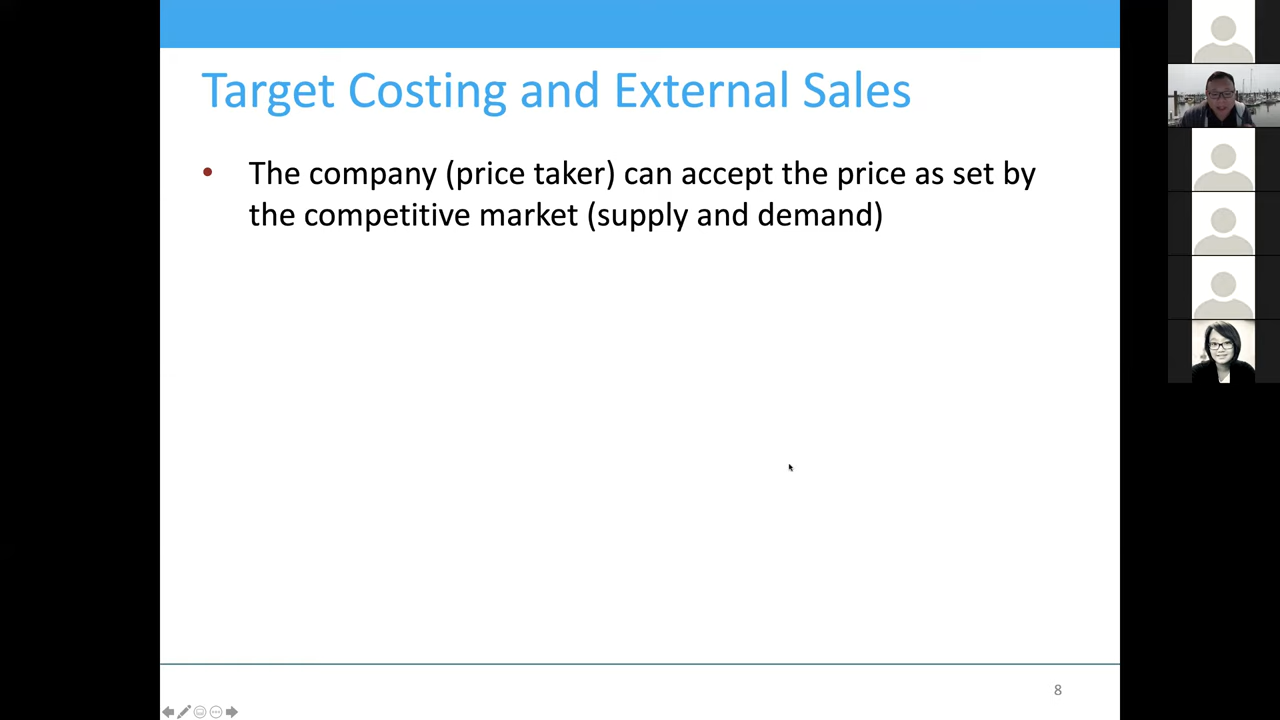 Target Costing and External Sales
• The company (price taker) can accept the price as set by
the competitive market (supply and demand)
8